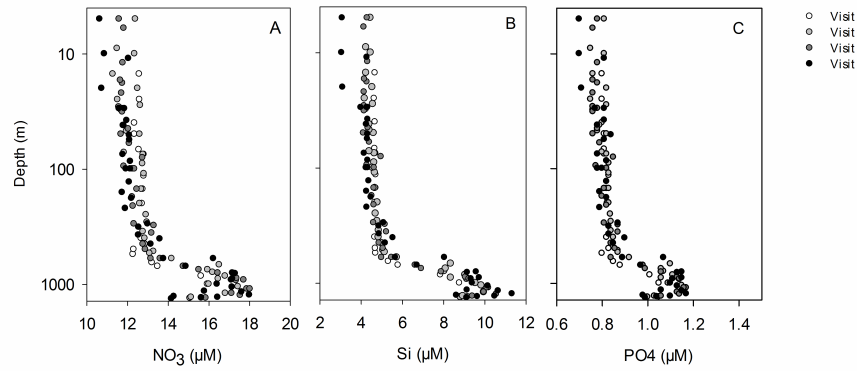 A
B
C
Visit
Visit
Visit
Visit
10
100
1000
Depth (m)
10 12 14 16 18 20
2 4 6 8 10 12
0.6 0.8 1.0 1.2 1.4
NO3 (µM)
Si (µM)
PO4 (µM)